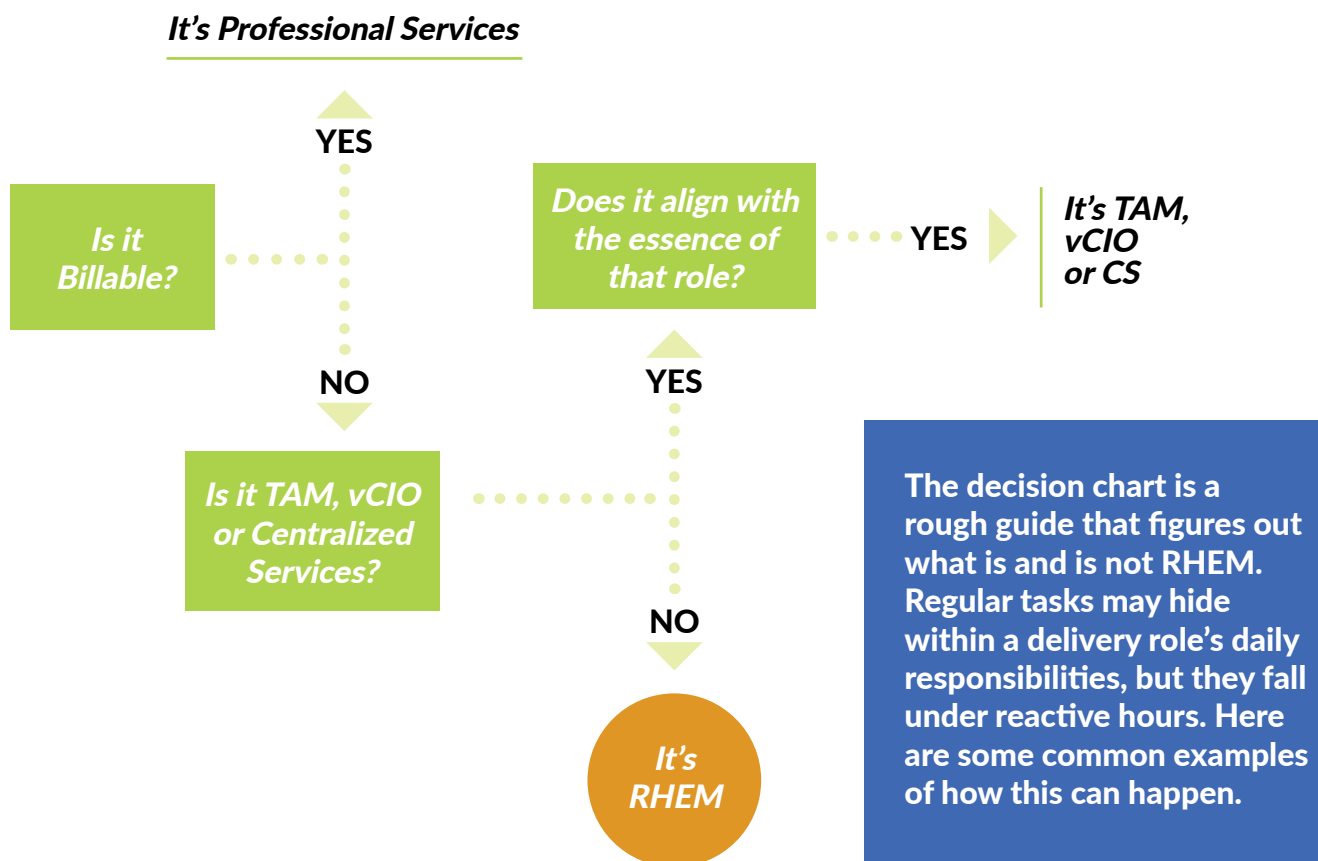 It's Professional Services
YES
Is it
Billable?
NO
Is it TAM, vCIO
or Centralized
Services?
Does it align with
the essence of
that role?
YES
It's TAM,
vCIO
or CS
YES
NO
It's
RHEM
The decision chart is a
rough guide that figures out
what is and is not RHEM.
Regular tasks may hide
within a delivery role’s daily
responsibilities, but they fall
under reactive hours. Here
are some common examples
of how this can happen.